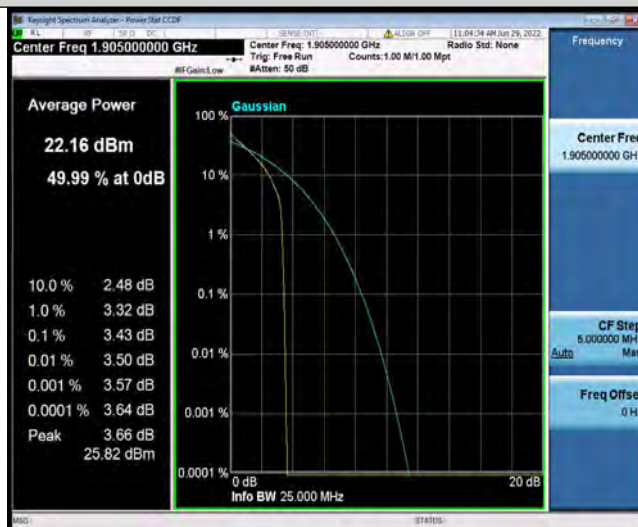 Keysight Spectrum Analyzer - Power Stat CCDF
RL RF 50 Ω DC SENSE:INT ALIGN OFF 11:04:34 AM Jun 29, 2022
Center Freq 1.905000000 GHz
Center Freq: 1.905000000 GHz Radio Std: None
Trig: Free Run Counts:1.00 M/1.00 Mpt
#IFGain:Low #Atten: 50 dB
Frequency
Average Power
22.16 dBm
49.99 % at 0dB
10.0 % 2.48 dB
1.0 % 3.32 dB
0.1 % 3.43 dB
0.01 % 3.50 dB
0.001 % 3.57 dB
0.0001 % 3.64 dB
Peak 3.66 dB
25.82 dBm
Gaussian
100 %
10 %
1 %
0.1 %
0.01 %
0.001 %
0.0001 %
0 dB 20 dB
Info BW 25.000 MHz
Center Fre
1.905000000 GH
CF Step
5.000000 MH
Auto Ma
Freq Offse
0 H
MSG STATUS